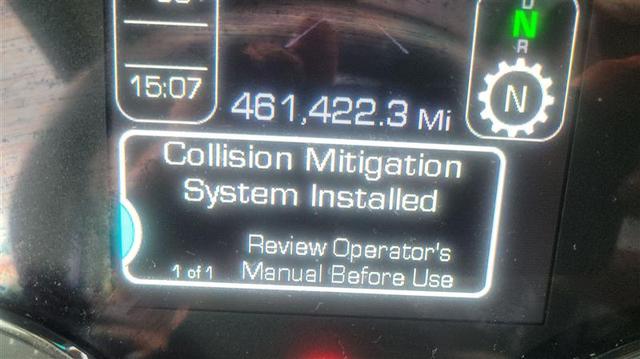 D
N
R
15:07
461,422.3 Mi
N
Collision Mitigation
System Installed
Review Operator's
1 of 1 Manual Before Use